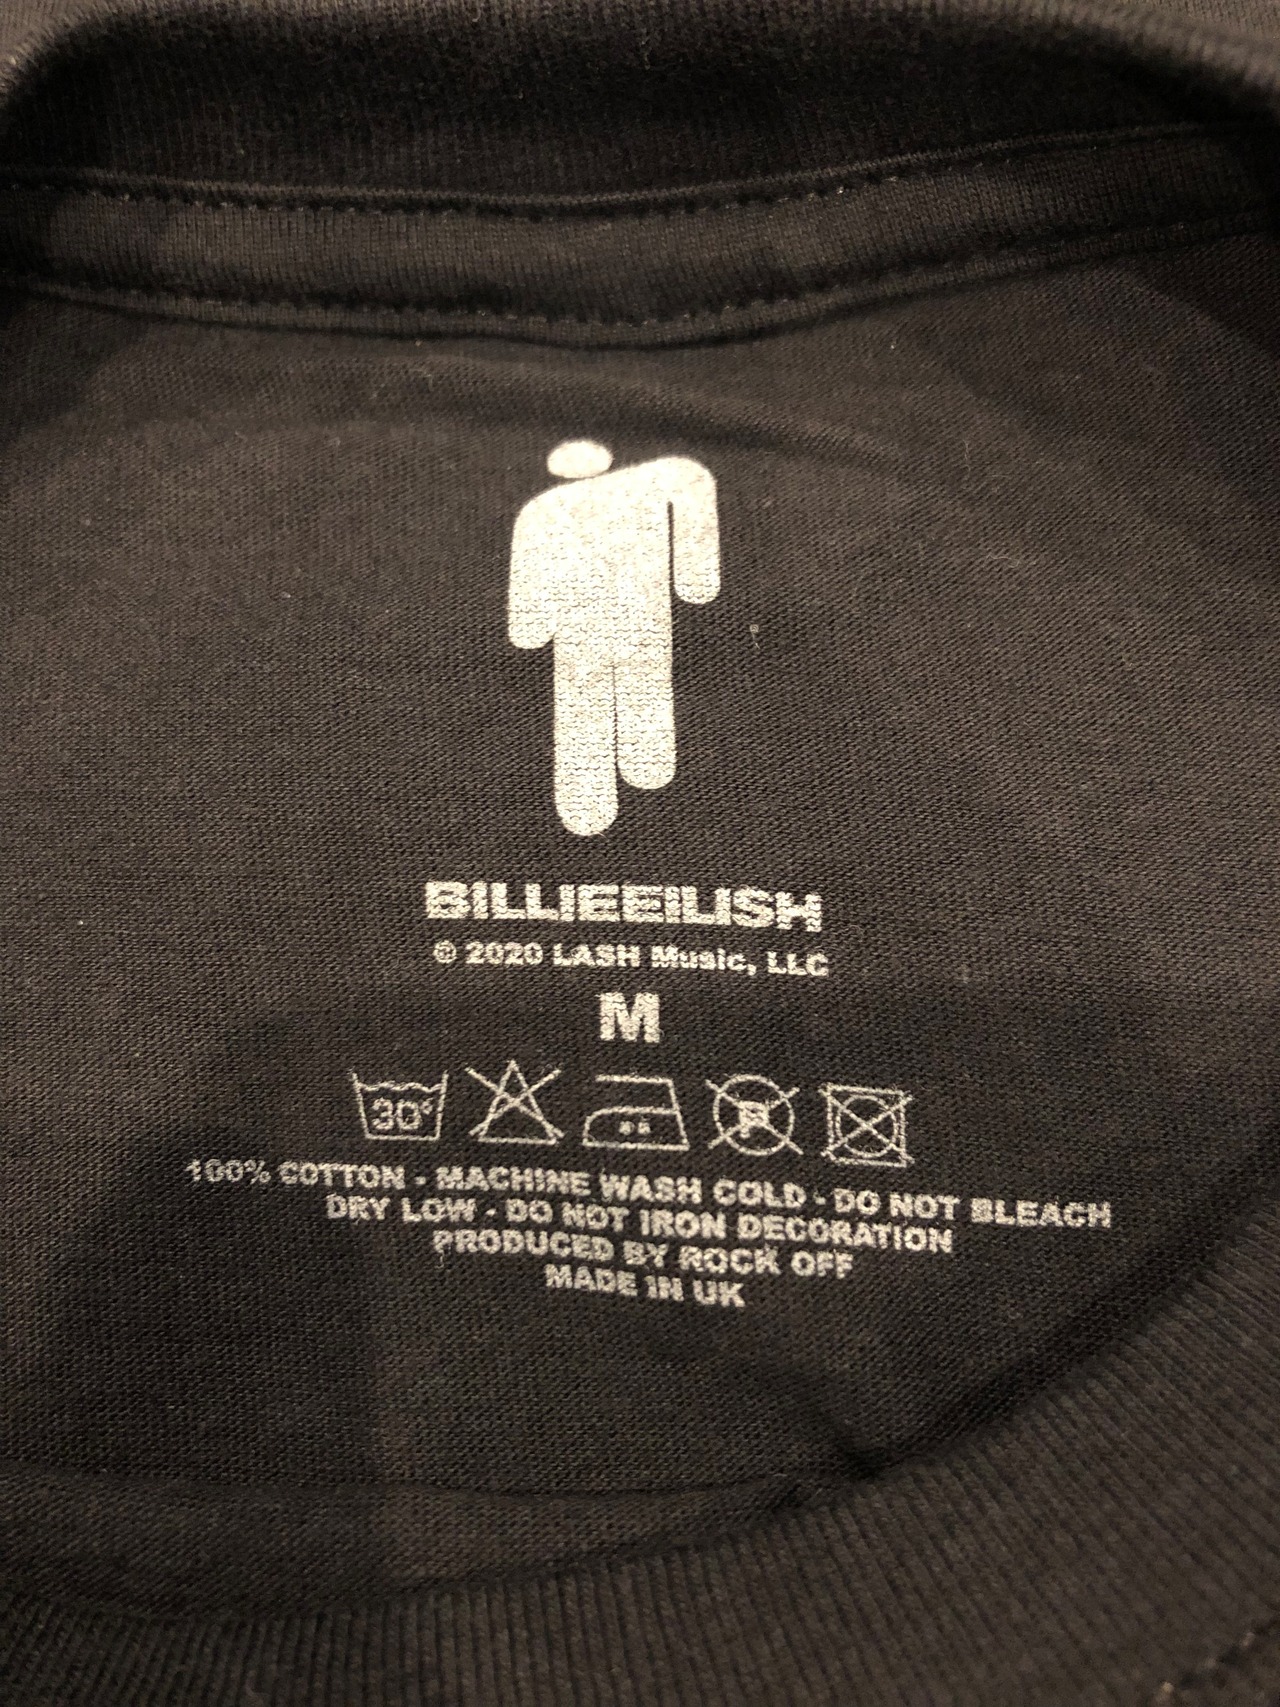 BILLIEEILISH
© 2020 LASH Music, LLC
M
30° P
100% COTTON - MACHINE WASH COLD - DO NOT BLEACH
DRY LOW - DO NOT IRON DECORATION
PRODUCED BY ROCK OFF
MADE IN UK